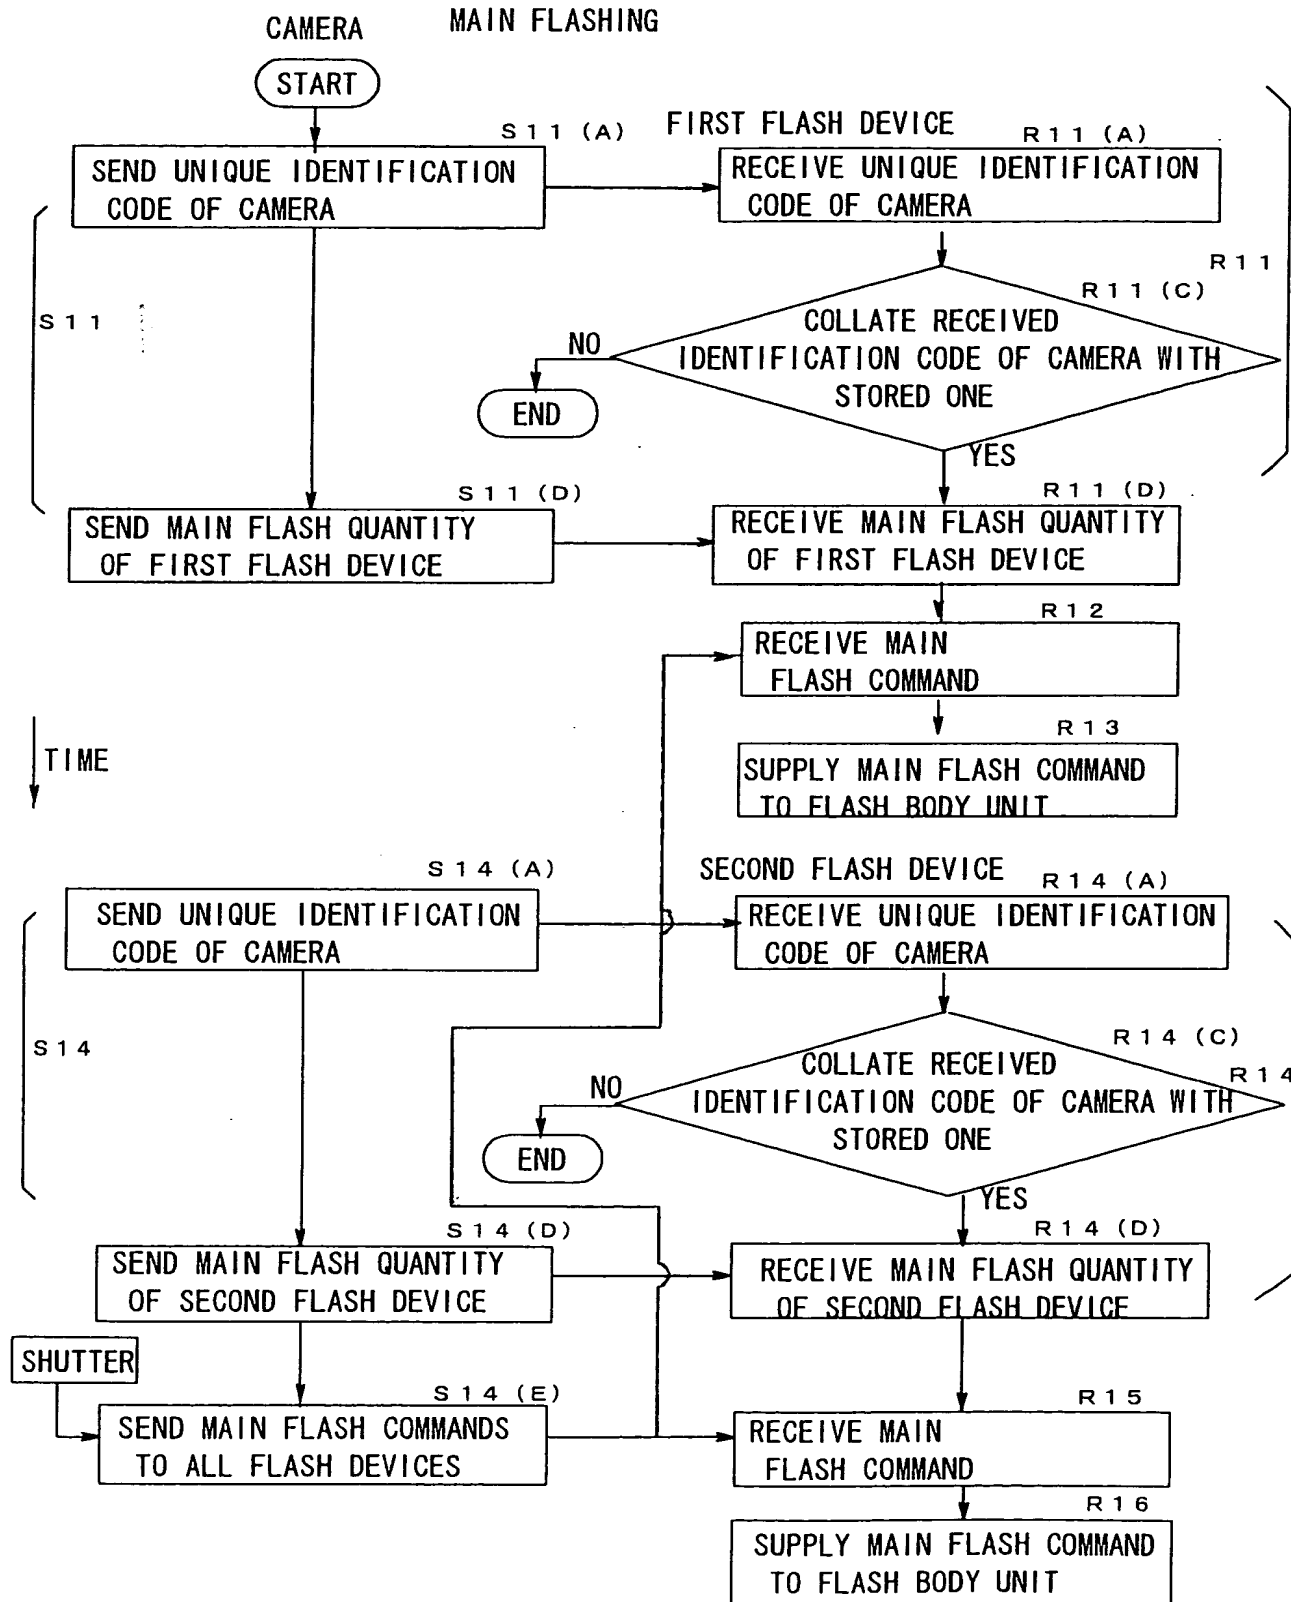 MAIN FLASHING
CAMERA
START
S11 (A)
FIRST FLASH DEVICE
R11 (A)
SEND UNIQUE IDENTIFICATION
CODE OF CAMERA
RECEIVE UNIQUE IDENTIFICATION
CODE OF CAMERA
R11
R11 (C)
S11
COLLATE RECEIVED
IDENTIFICATION CODE OF CAMERA WITH
STORED ONE
NO
END
YES
S11 (D)
R11 (D)
SEND MAIN FLASH QUANTITY
OF FIRST FLASH DEVICE
RECEIVE MAIN FLASH QUANTITY
OF FIRST FLASH DEVICE
R12
RECEIVE MAIN
FLASH COMMAND
R13
TIME
SUPPLY MAIN FLASH COMMAND
TO FLASH BODY UNIT
S14 (A)
SECOND FLASH DEVICE
R14 (A)
SEND UNIQUE IDENTIFICATION
CODE OF CAMERA
RECEIVE UNIQUE IDENTIFICATION
CODE OF CAMERA
S14
R14 (C)
R14
COLLATE RECEIVED
IDENTIFICATION CODE OF CAMERA WITH
STORED ONE
NO
END
YES
S14 (D)
R14 (D)
SEND MAIN FLASH QUANTITY
OF SECOND FLASH DEVICE
RECEIVE MAIN FLASH QUANTITY
OF SECOND FLASH DEVICE
SHUTTER
S14 (E)
R15
SEND MAIN FLASH COMMANDS
TO ALL FLASH DEVICES
RECEIVE MAIN
FLASH COMMAND
R16
SUPPLY MAIN FLASH COMMAND
TO FLASH BODY UNIT